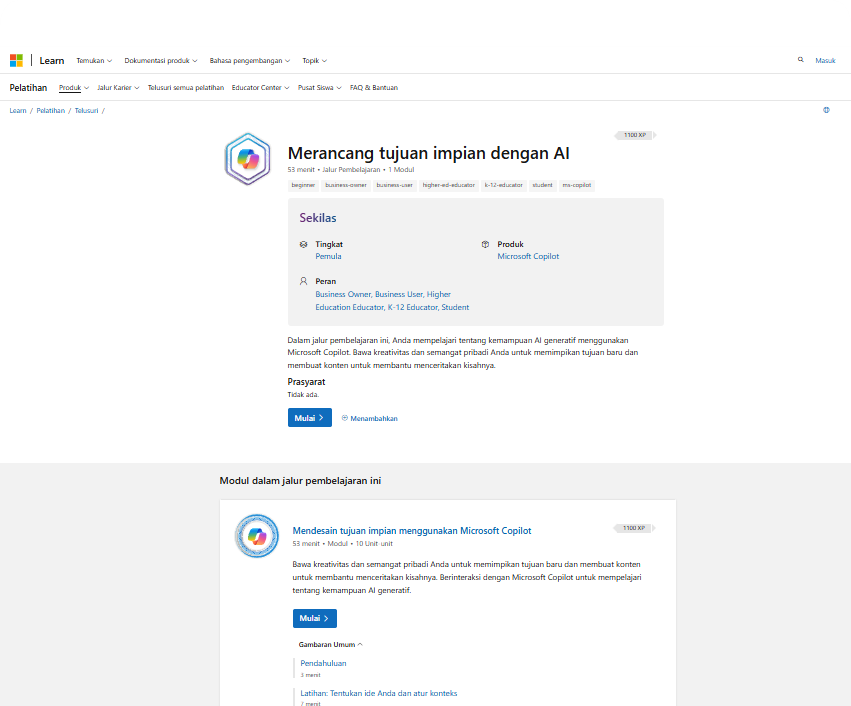 Learn Temukan Dokumentasi produk Bahasa pengembangan Topik Masuk
Pelatihan Produk Jalur Karier Telusuri semua pelatihan Educator Center Pusat Siswa FAQ & Bantuan
Learn / Pelatihan / Telusuri /
1100 XP
Merancang tujuan impian dengan AI
53 menit • Jalur Pembelajaran • 1 Modul
beginner business-owner business-user higher-ed-educator k-12-educator student ms-copilot
Sekilas
Tingkat
Pemula
Produk
Microsoft Copilot
Peran
Business Owner, Business User, Higher
Education Educator, K-12 Educator, Student
Dalam jalur pembelajaran ini, Anda mempelajari tentang kemampuan AI generatif menggunakan
Microsoft Copilot. Bawa kreativitas dan semangat pribadi Anda untuk memimpikan tujuan baru dan
membuat konten untuk membantu menceritakan kisahnya.
Prasyarat
Tidak ada.
Mulai Menambahkan
Modul dalam jalur pembelajaran ini
1100 XP
Mendesain tujuan impian menggunakan Microsoft Copilot
53 menit • Modul • 10 Unit unit
Bawa kreativitas dan semangat pribadi Anda untuk memimpikan tujuan baru dan membuat konten
untuk membantu menceritakan kisahnya. Berinteraksi dengan Microsoft Copilot untuk mempelajari
tentang kemampuan AI generatif.
Mulai
Gambaran Umum
Pendahuluan
3 menit
Latihan: Tentukan ide Anda dan atur konteks
7 menit